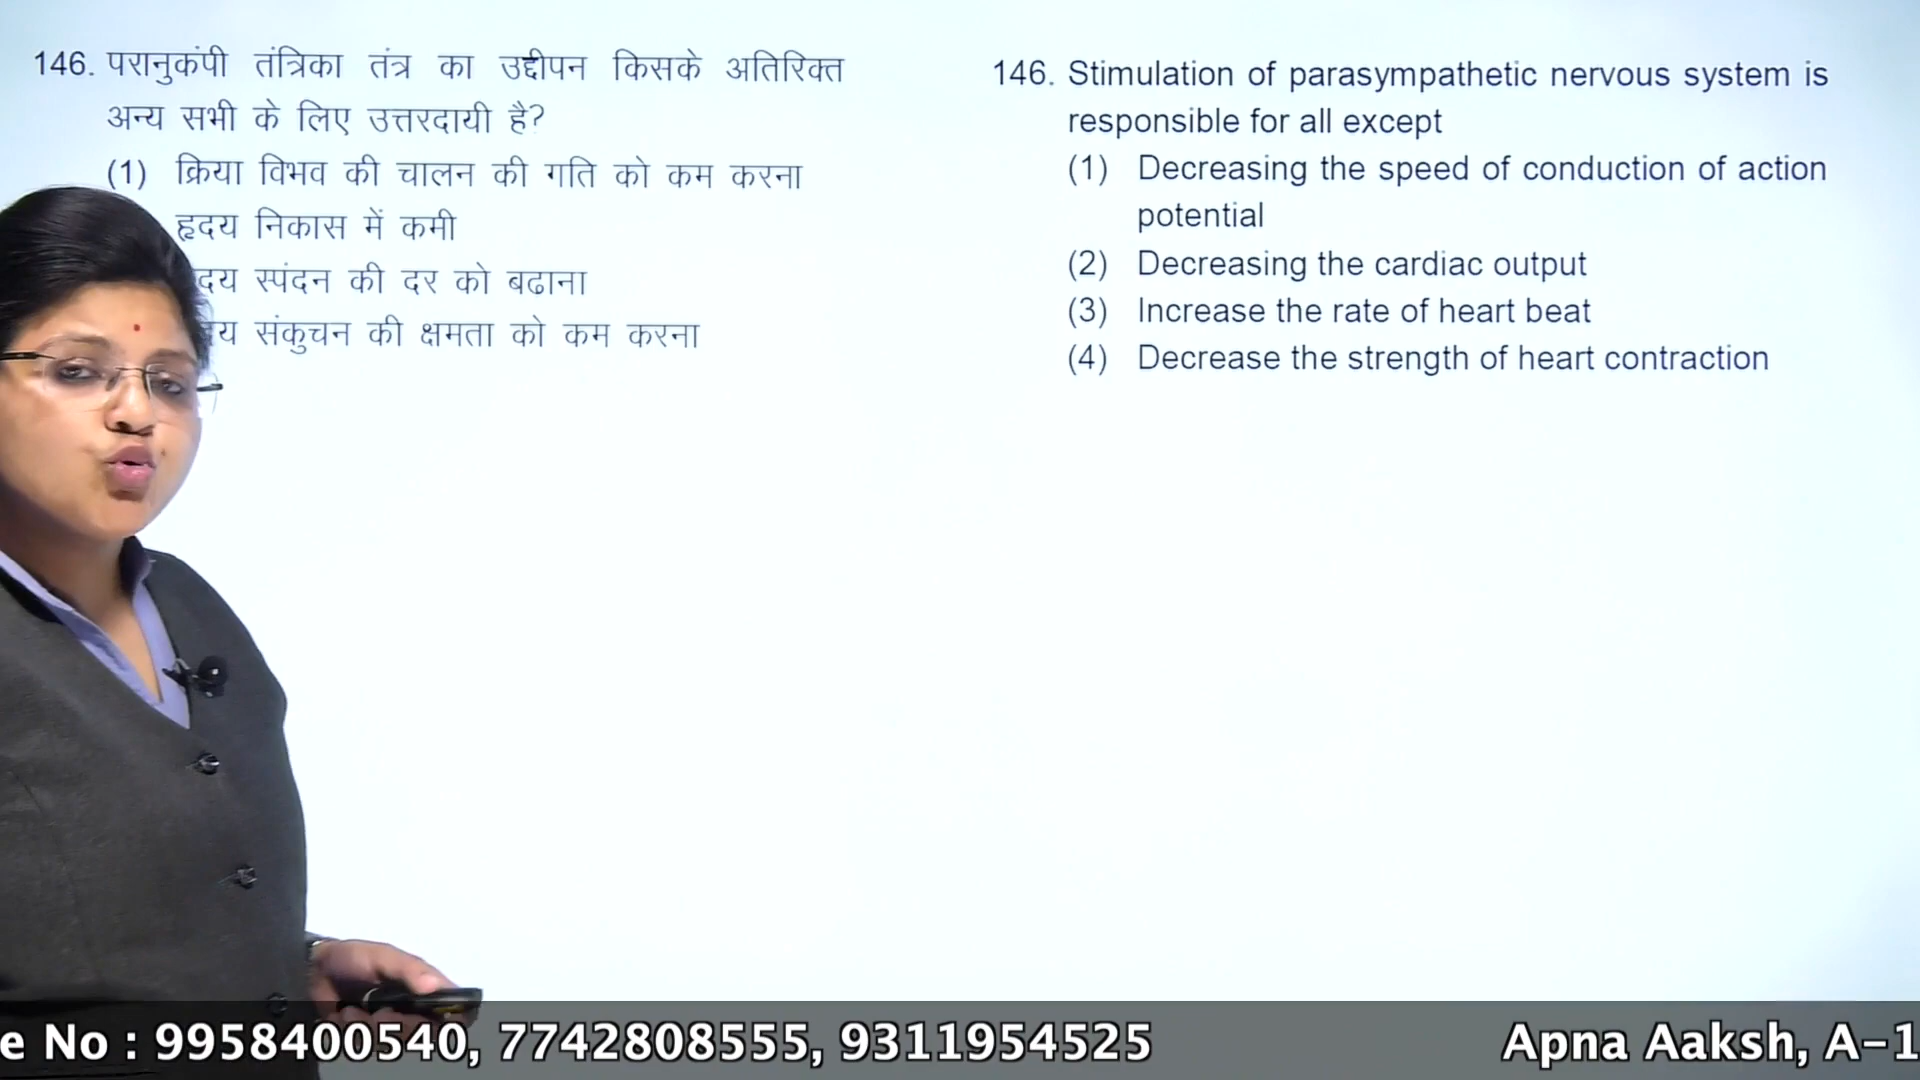 146. परानुकंपी तंत्रिका तंत्र का उद्दीपन किसके अतिरिक्त
अन्य सभी के लिए उत्तरदायी है?
(1) क्रिया विभव की चालन की गति को कम करना
हृदय निकास में कमी
स्पंदन की दर को बढाना
संकुचन की क्षमता को कम करना
146. Stimulation of parasympathetic nervous system is
responsible for all except
(1) Decreasing the speed of conduction of action
potential
(2) Decreasing the cardiac output
(3) Increase the rate of heart beat
(4) Decrease the strength of heart contraction
e No : 9958400540, 7742808555, 9311954525 Apna Aaksh, A-1